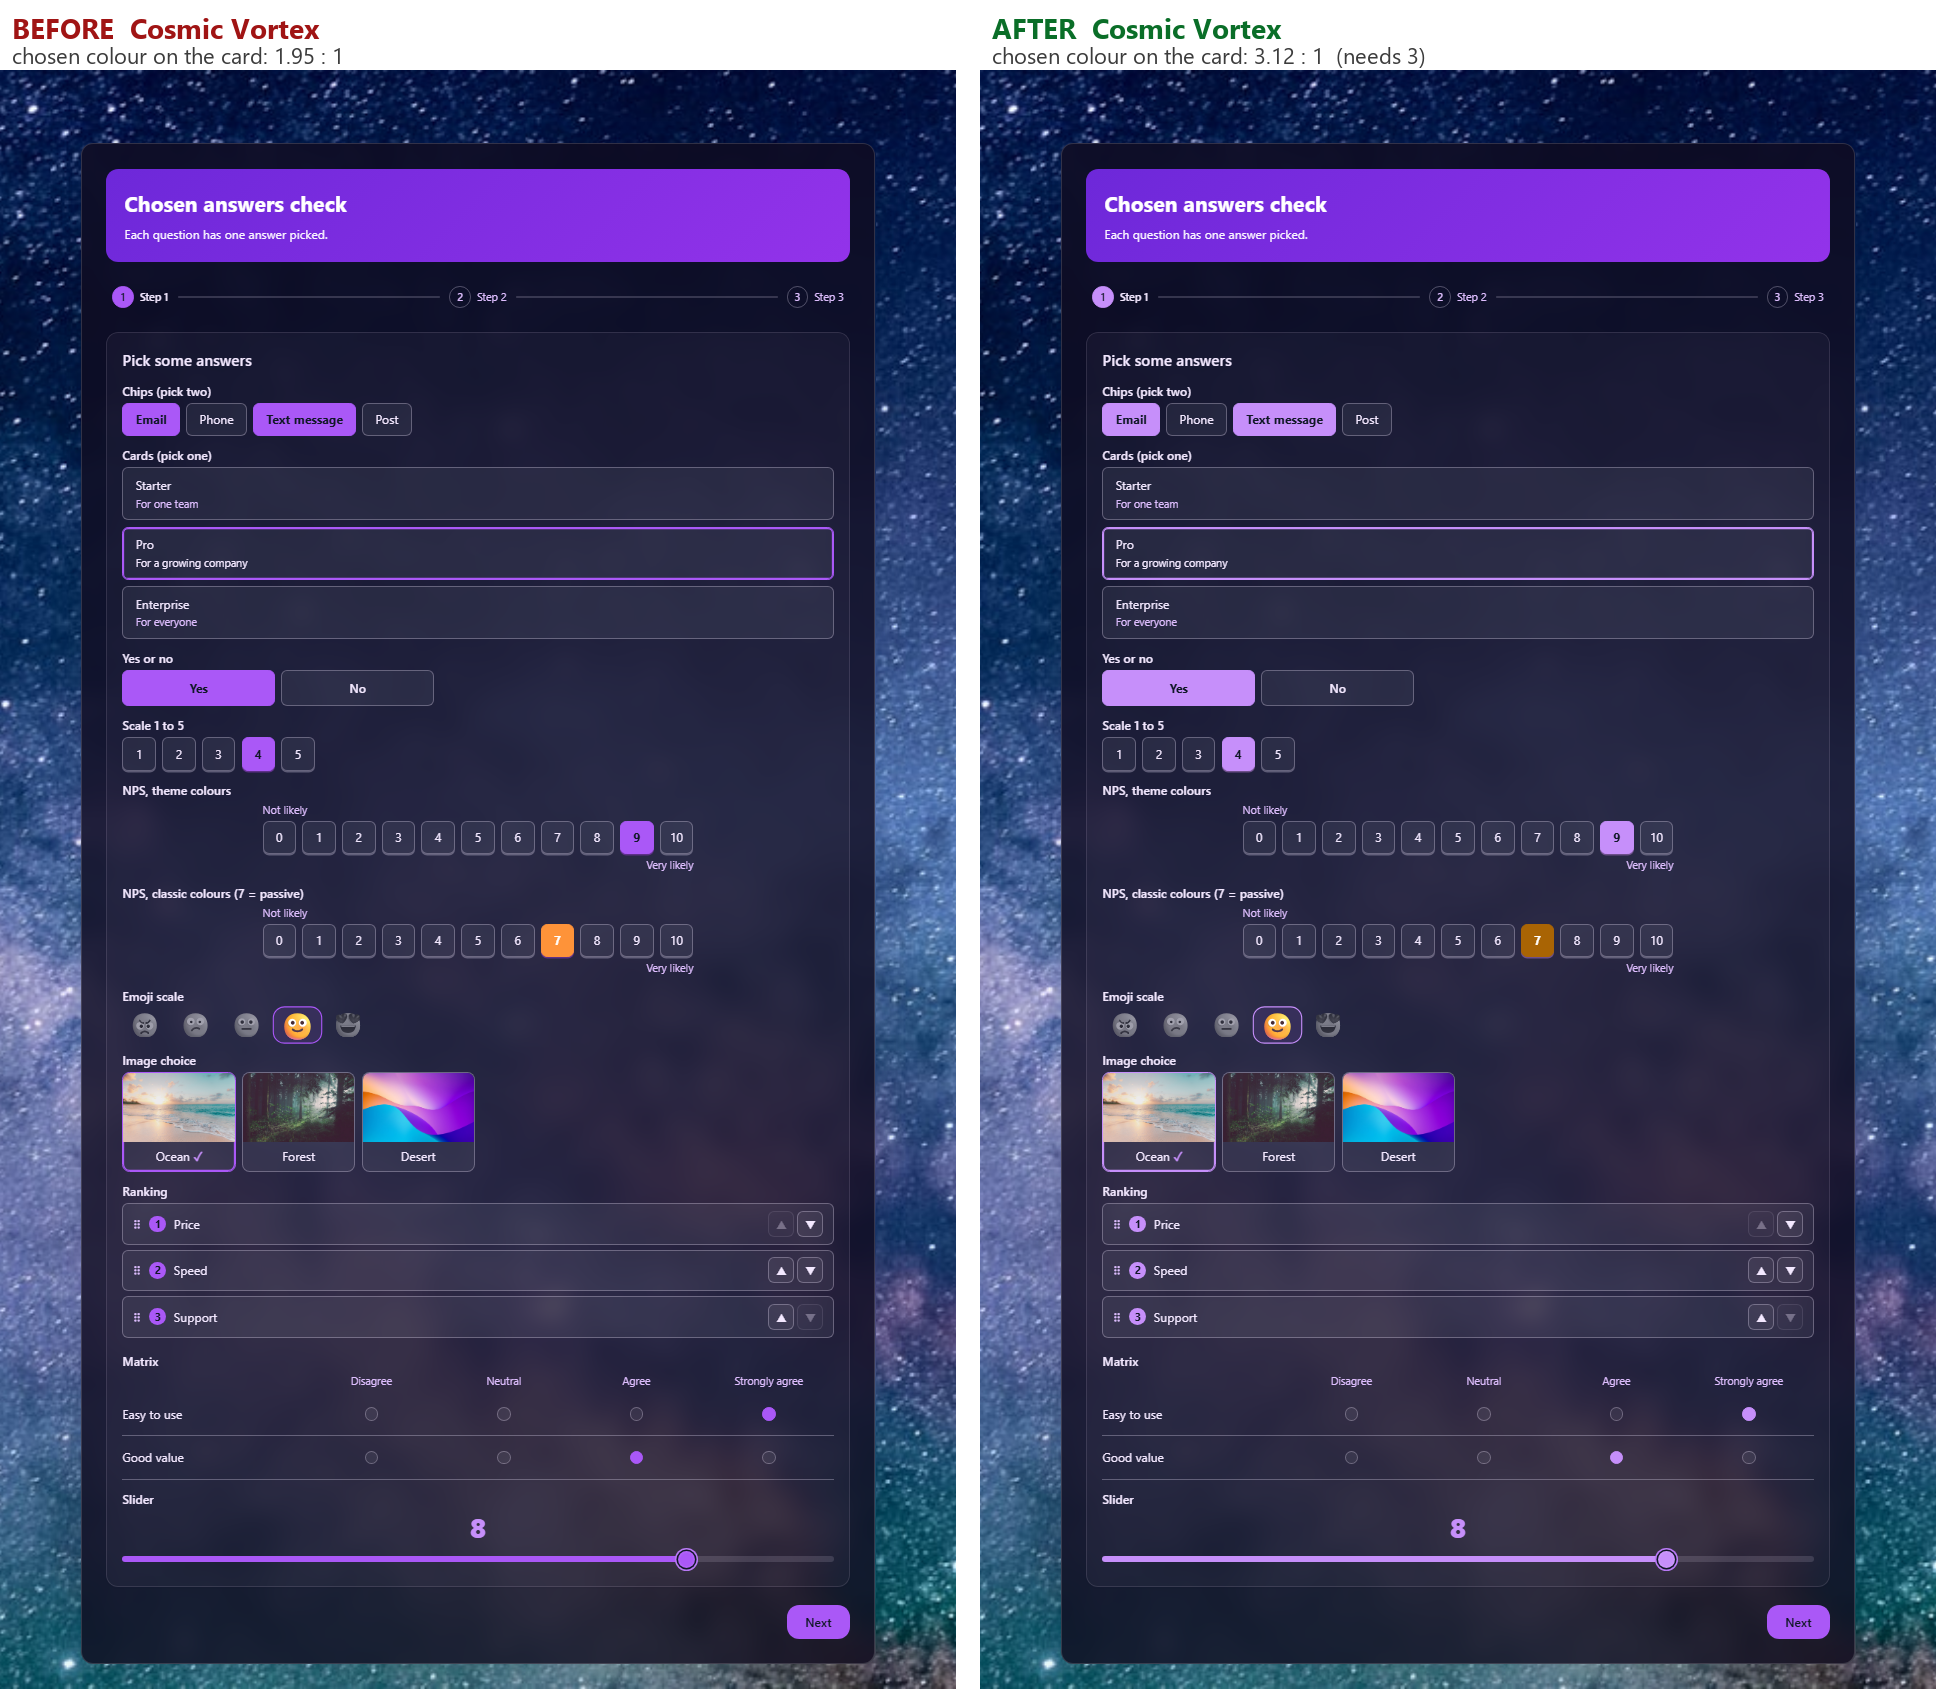 BEFORE  Cosmic Vortex
chosen colour on the card: 1.95 : 1
Chosen answers check
Each question has one answer picked.
1 Step 1 2 Step 2 3 Step 3
Pick some answers
Chips (pick two)
Email Phone Text message Post
Cards (pick one)
Starter
For one team
Pro
For a growing company
Enterprise
For everyone
Yes or no
Yes No
Scale 1 to 5
1 2 3 4 5
NPS, theme colours
Not likely
0 1 2 3 4 5 6 7 8 9 10
Very likely
NPS, classic colours (7 = passive)
Not likely
0 1 2 3 4 5 6 7 8 9 10
Very likely
Emoji scale
Image choice
Ocean ✓ Forest Desert
Ranking
1 Price
2 Speed
3 Support
Matrix
Disagree Neutral Agree Strongly agree
Easy to use
Good value
Slider
8
Next
AFTER  Cosmic Vortex
chosen colour on the card: 3.12 : 1  (needs 3)
Chosen answers check
Each question has one answer picked.
1 Step 1 2 Step 2 3 Step 3
Pick some answers
Chips (pick two)
Email Phone Text message Post
Cards (pick one)
Starter
For one team
Pro
For a growing company
Enterprise
For everyone
Yes or no
Yes No
Scale 1 to 5
1 2 3 4 5
NPS, theme colours
Not likely
0 1 2 3 4 5 6 7 8 9 10
Very likely
NPS, classic colours (7 = passive)
Not likely
0 1 2 3 4 5 6 7 8 9 10
Very likely
Emoji scale
Image choice
Ocean ✓ Forest Desert
Ranking
1 Price
2 Speed
3 Support
Matrix
Disagree Neutral Agree Strongly agree
Easy to use
Good value
Slider
8
Next